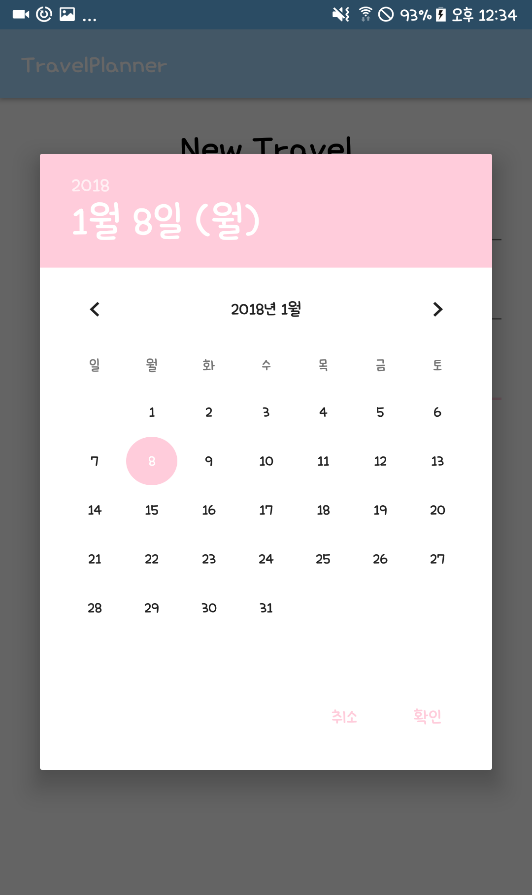 ... 93% 오후 12:34
TravelPlanner
New Travel
2018
1월 8일 (월)
2018년 1월
일 월 화 수 목 금 토
1 2 3 4 5 6
7 8 9 10 11 12 13
14 15 16 17 18 19 20
21 22 23 24 25 26 27
28 29 30 31
취소 확인